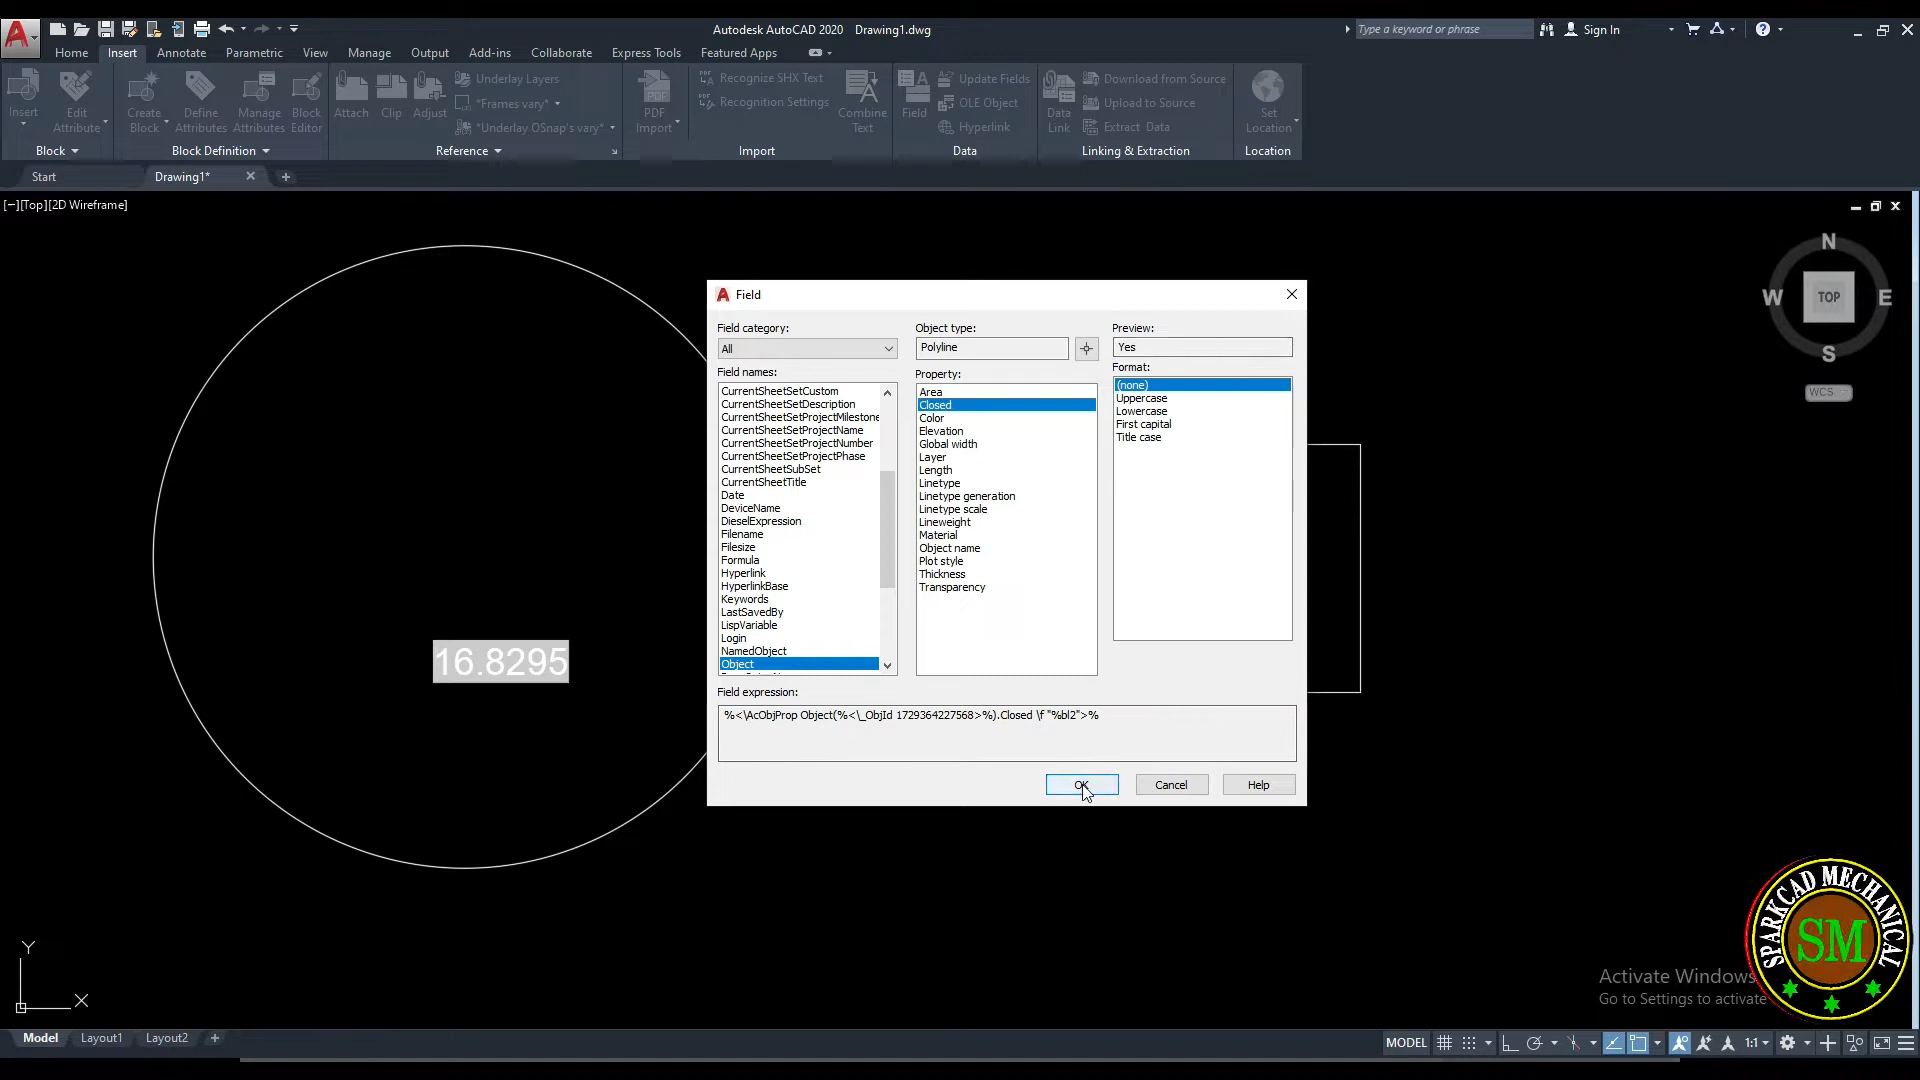 Autodesk AutoCAD 2020 Drawing1.dwg
Type a keyword or phrase
Sign In
Home Insert Annotate Parametric View Manage Output Add-ins Collaborate Express Tools Featured Apps
Insert
Edit Attribute
Create Block
Define Attributes
Manage Attributes
Block Editor
Attach
Clip
Adjust
Underlay Layers
*Frames vary*
*Underlay OSnap's vary*
PDF Import
Recognize SHX Text
Recognition Settings
Combine Text
Field
Update Fields
OLE Object
Hyperlink
Data Link
Download from Source
Upload to Source
Extract Data
Set Location
Block
Block Definition
Reference
Import
Data
Linking & Extraction
Location
Start
Drawing1*
[−][Top][2D Wireframe]
N
W
TOP
E
S
WCS
16.8295
Field
Field category:
All
Field names:
CurrentSheetSetCustom
CurrentSheetSetDescription
CurrentSheetSetProjectMilestone
CurrentSheetSetProjectName
CurrentSheetSetProjectNumber
CurrentSheetSetProjectPhase
CurrentSheetSubSet
CurrentSheetTitle
Date
DeviceName
DieselExpression
Filename
Filesize
Formula
Hyperlink
HyperlinkBase
Keywords
LastSavedBy
LispVariable
Login
NamedObject
Object
Object type:
Polyline
Property:
Area
Closed
Color
Elevation
Global width
Layer
Length
Linetype
Linetype generation
Linetype scale
Lineweight
Material
Object name
Plot style
Thickness
Transparency
Preview:
Yes
Format:
(none)
Uppercase
Lowercase
First capital
Title case
Field expression:
%<\AcObjProp Object(%<\_ObjId 1729364227568>%).Closed \f "%bl2">%
OK
Cancel
Help
Y
X
SPARKCAD MECHANICAL
SM
Activate Windows
Go to Settings to activate
Model
Layout1
Layout2
MODEL
1:1